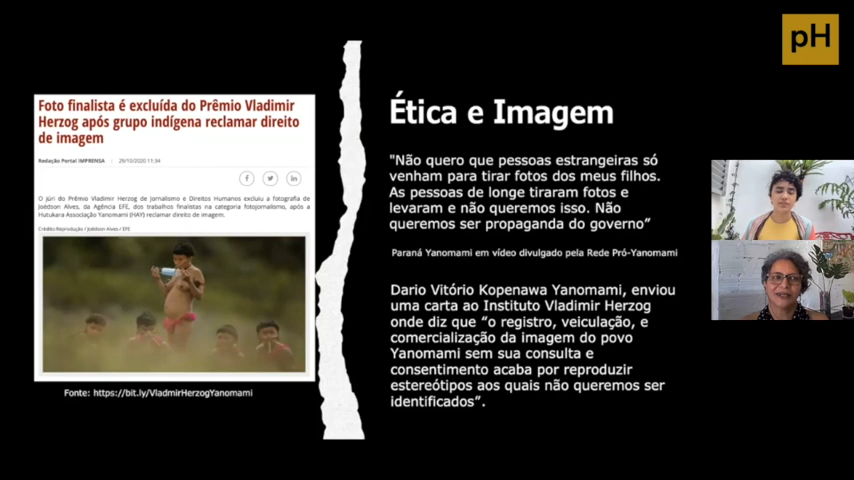 pH
Foto finalista é excluída do Prêmio Vladimir
Herzog após grupo indígena reclamar direito
de imagem
Redação Portal IMPRENSA | 29/10/2020 11:34
O júri do Prêmio Vladimir Herzog de Jornalismo e Direitos Humanos excluiu a fotografia de
Joédson Alves, da Agência EFE, dos trabalhos finalistas na categoria fotojornalismo, após a
Hutukara Associação Yanomami (HAY) reclamar direito de imagem.
Crédito:Reprodução / Joédson Alves / EFE
Fonte: https://bit.ly/VladmirHerzogYanomami
Ética e Imagem
"Não quero que pessoas estrangeiras só
venham para tirar fotos dos meus filhos.
As pessoas de longe tiraram fotos e
levaram e não queremos isso. Não
queremos ser propaganda do governo”
Paraná Yanomami em vídeo divulgado pela Rede Pró-Yanomami
Dario Vitório Kopenawa Yanomami, enviou
uma carta ao Instituto Vladimir Herzog
onde diz que “o registro, veiculação, e
comercialização da imagem do povo
Yanomami sem sua consulta e
consentimento acaba por reproduzir
estereótipos aos quais não queremos ser
identificados”.